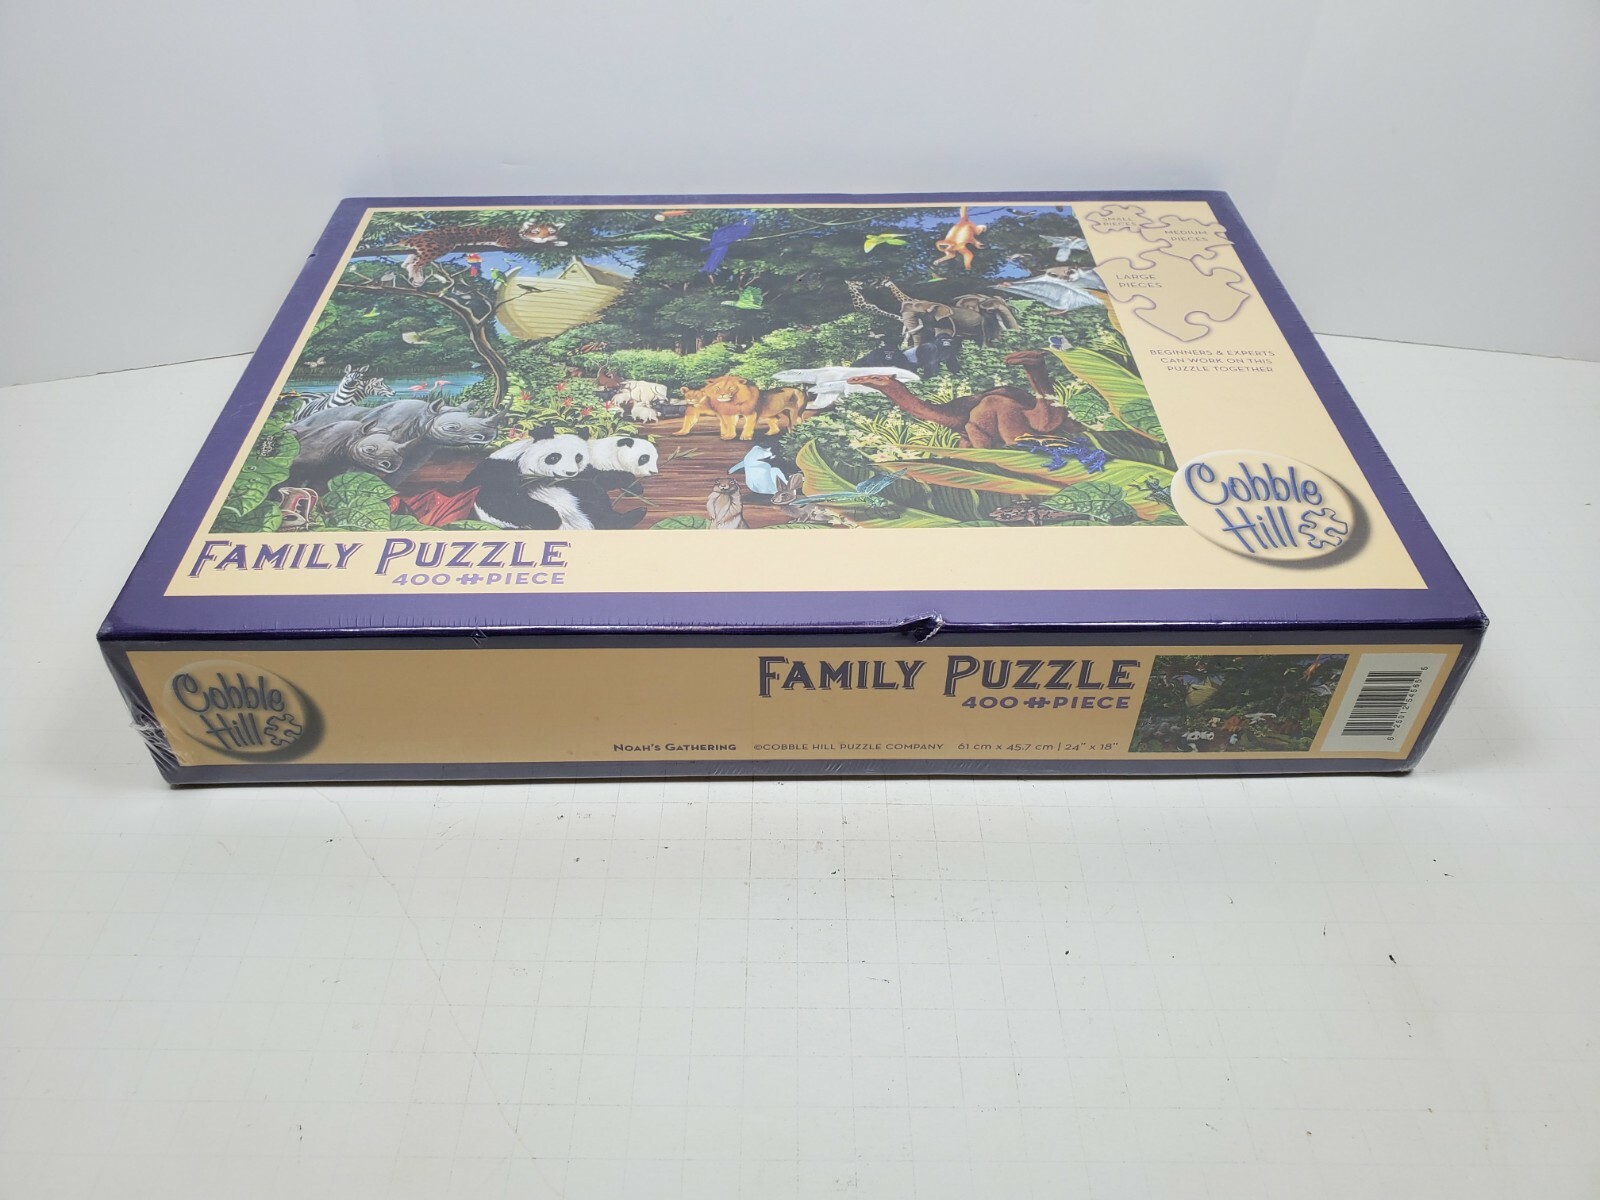 SMALL
PIECES
MEDIUM
PIECES
LARGE
PIECES
BEGINNERS & EXPERTS
CAN WORK ON THIS
PUZZLE TOGETHER
Cobble
Hill
FAMILY PUZZLE
400 PIECE
Cobble
Hill
FAMILY PUZZLE
400 PIECE
NOAH'S GATHERING ©COBBLE HILL PUZZLE COMPANY 61 cm x 45.7 cm | 24" x 18"